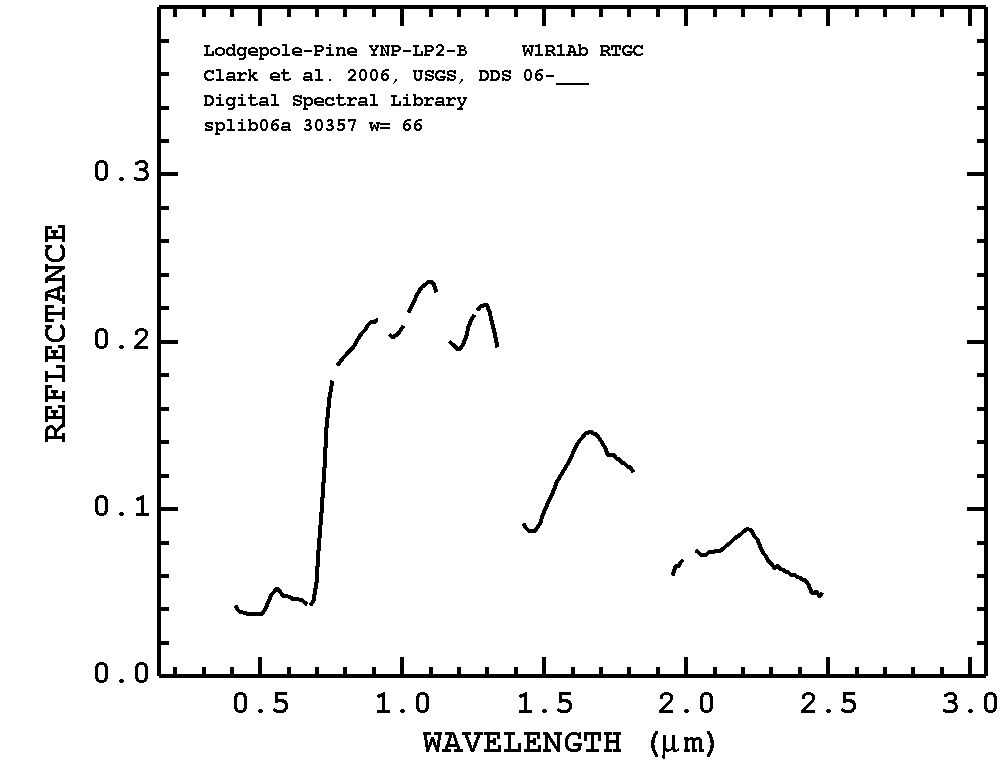 Lodgepole-Pine YNP-LP2-B W1R1Ab RTGC
Clark et al. 2006, USGS, DDS 06-___
Digital Spectral Library
splib06a 30357 w= 66
0.3
0.2
0.1
0.0
REFLECTANCE
0.5 1.0 1.5 2.0 2.5 3.0
WAVELENGTH (μm)